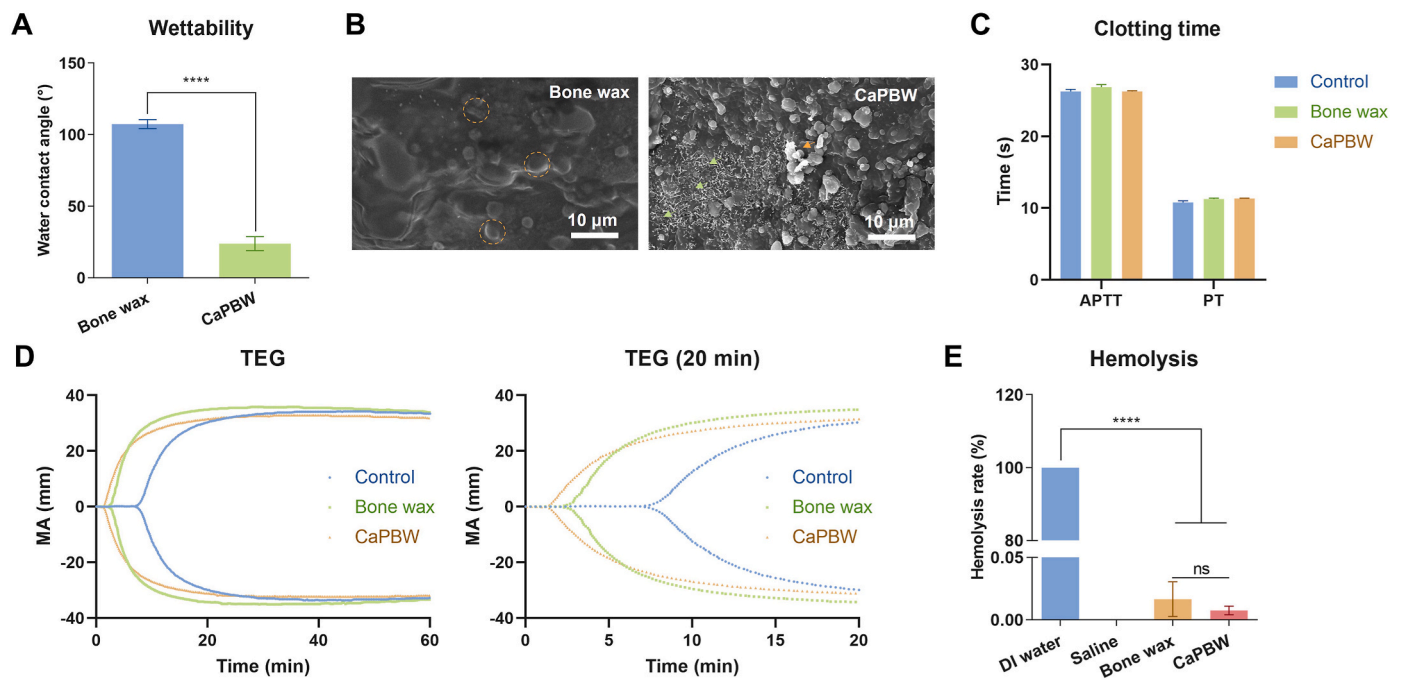 A
Wettability
Water contact angle (°)
150
100
50
0
****
Bone wax
CaPBW
B
Bone wax
10 μm
CaPBW
10 μm
C
Clotting time
Time (s)
30
20
10
0
APTT
PT
Control
Bone wax
CaPBW
D
TEG
MA (mm)
40
20
0
-20
-40
0
20
40
60
Time (min)
Control
Bone wax
CaPBW
TEG (20 min)
MA (mm)
40
20
0
-20
-40
0
5
10
15
20
Time (min)
Control
Bone wax
CaPBW
E
Hemolysis
Hemolysis rate (%)
120
100
80
0.05
0.00
****
ns
DI water
Saline
Bone wax
CaPBW